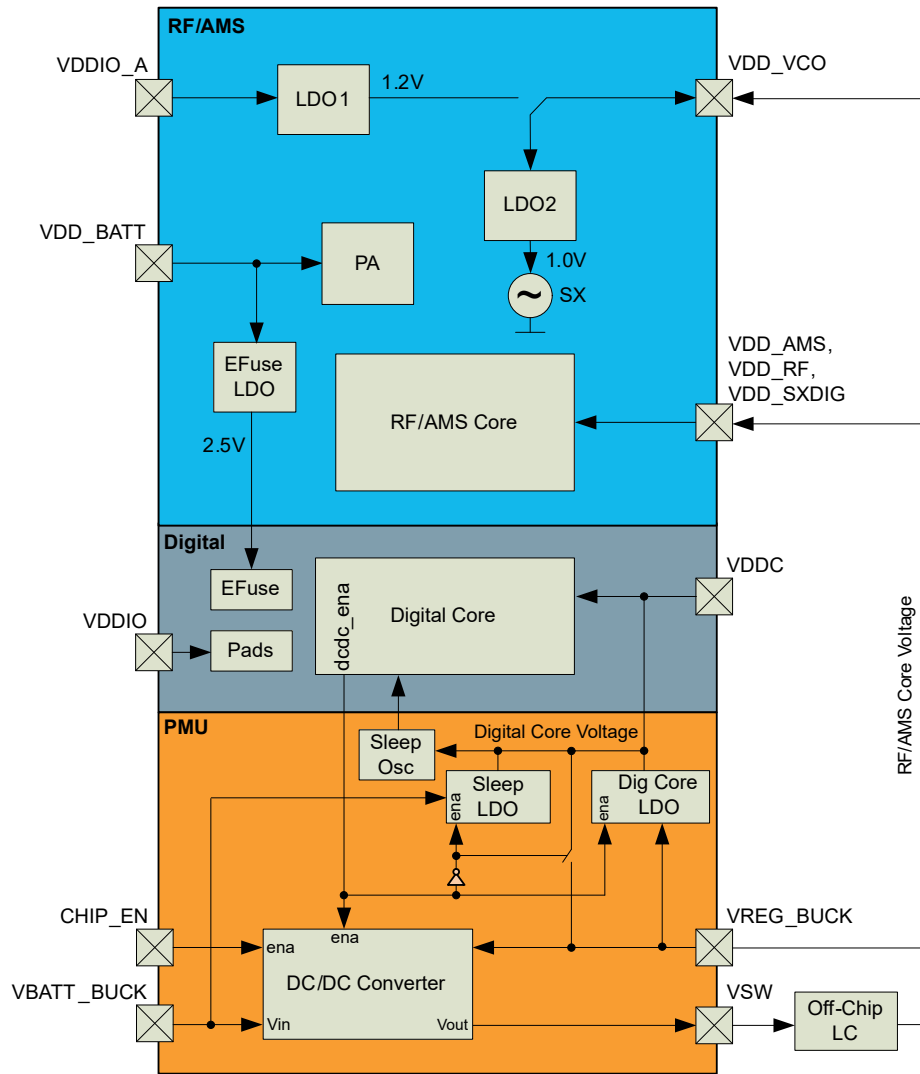 RF/AMS
VDDIO_A
VDD_VCO
LDO1
1.2V
LDO2
VDD_BATT
PA
1.0V
SX
~
EFuse
LDO
VDD_AMS,
VDD_RF,
VDD_SXDIG
RF/AMS Core
2.5V
Digital
EFuse
dcdc_ena
Digital Core
VDDC
VDDIO
Pads
RF/AMS Core Voltage
PMU
Sleep
Osc
Digital Core Voltage
Sleep
LDO
ena
Dig Core
LDO
ena
CHIP_EN
ena
ena
VREG_BUCK
DC/DC Converter
VBATT_BUCK
Vin
Vout
VSW
Off-Chip
LC